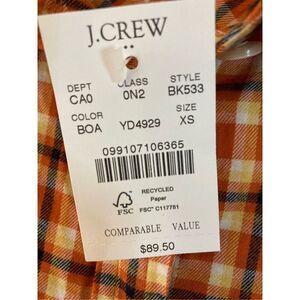 J.CREW
DEPT CLASS STYLE
CA0 0N2 BK533
COLOR SIZE
BOA YD4929 XS
099107106365
FSC
RECYCLED
Paper
FSC® C117781
COMPARABLE VALUE
$89.50